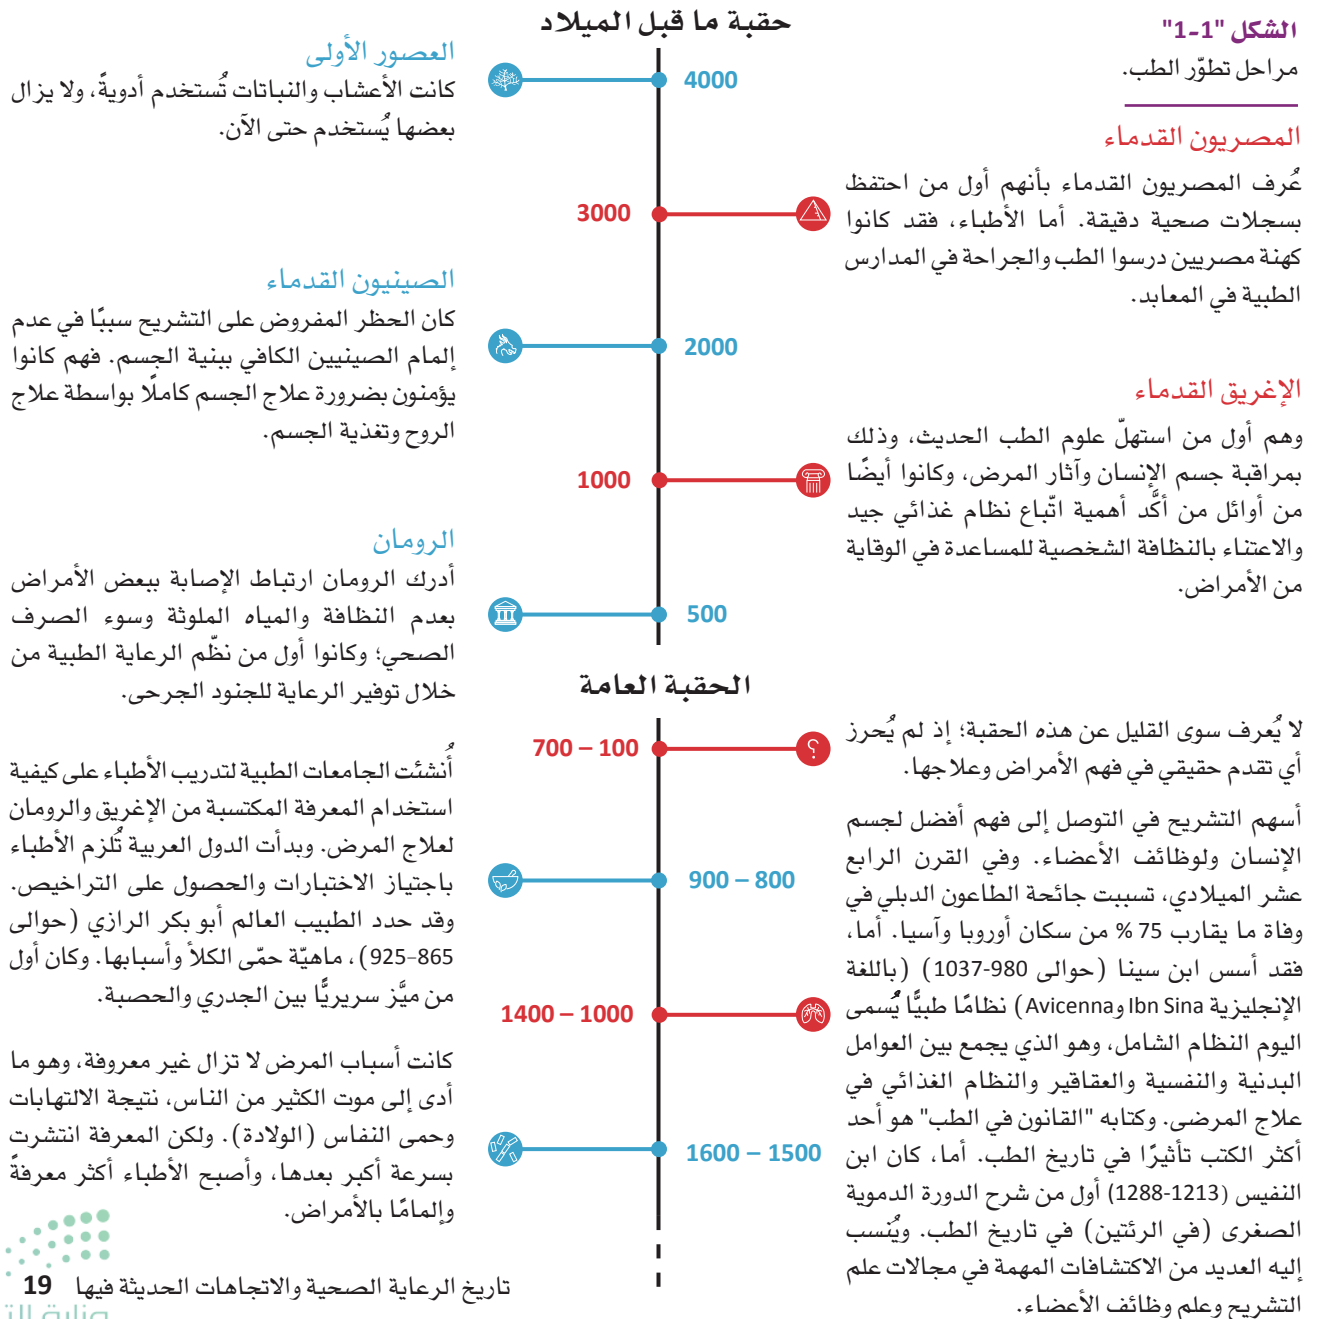 الشكل "1-1"
مراحل تطوّر الطب.
حقبة ما قبل الميلاد
4000
العصور الأولى
كانت الأعشاب والنباتات تُستخدم أدويةً، ولا يزال
بعضها يُستخدم حتى الآن.
المصريون القدماء
عُرف المصريون القدماء بأنهم أول من احتفظ
بسجلات صحية دقيقة. أما الأطباء، فقد كانوا
كهنة مصريين درسوا الطب والجراحة في المدارس
الطبية في المعابد.
3000
2000
الصينيون القدماء
كان الحظر المفروض على التشريح سببًا في عدم
إلمام الصينيين الكافي ببنية الجسم. فهم كانوا
يؤمنون بضرورة علاج الجسم كاملًا بواسطة علاج
الروح وتغذية الجسم.
الإغريق القدماء
وهم أول من استهلّ علوم الطب الحديث، وذلك
بمراقبة جسم الإنسان وآثار المرض، وكانوا أيضًا
من أوائل من أكَّد أهمية اتّباع نظام غذائي جيد
والاعتناء بالنظافة الشخصية للمساعدة في الوقاية
من الأمراض.
1000
500
الرومان
أدرك الرومان ارتباط الإصابة ببعض الأمراض
بعدم النظافة والمياه الملوثة وسوء الصرف
الصحي؛ وكانوا أول من نظّم الرعاية الطبية من
خلال توفير الرعاية للجنود الجرحى.
الحقبة العامة
لا يُعرف سوى القليل عن هذه الحقبة؛ إذ لم يُحرز
أي تقدم حقيقي في فهم الأمراض وعلاجها.
100 – 700
800 – 900
أُنشئت الجامعات الطبية لتدريب الأطباء على كيفية
استخدام المعرفة المكتسبة من الإغريق والرومان
لعلاج المرض. وبدأت الدول العربية تُلزم الأطباء
باجتياز الاختبارات والحصول على التراخيص.
وقد حدد الطبيب العالم أبو بكر الرازي (حوالى
865-925)، ماهيّة حمّى الكلأ وأسبابها. وكان أول
من ميَّز سريريًّا بين الجدري والحصبة.
أسهم التشريح في التوصل إلى فهم أفضل لجسم
الإنسان ولوظائف الأعضاء. وفي القرن الرابع
عشر الميلادي، تسببت جائحة الطاعون الدبلي في
وفاة ما يقارب 75 % من سكان أوروبا وآسيا. أما،
فقد أسس ابن سينا (حوالى 980-1037) (باللغة
الإنجليزية Ibn Sina وAvicenna) نظامًا طبيًّا يُسمى
اليوم النظام الشامل، وهو الذي يجمع بين العوامل
البدنية والنفسية والعقاقير والنظام الغذائي في
علاج المرضى. وكتابه "القانون في الطب" هو أحد
أكثر الكتب تأثيرًا في تاريخ الطب. أما، كان ابن
النفيس (1213-1288) أول من شرح الدورة الدموية
الصغرى (في الرئتين) في تاريخ الطب. ويُنسب
إليه العديد من الاكتشافات المهمة في مجالات علم
التشريح وعلم وظائف الأعضاء.
1000 – 1400
1500 – 1600
كانت أسباب المرض لا تزال غير معروفة، وهو ما
أدى إلى موت الكثير من الناس، نتيجة الالتهابات
وحمى النفاس (الولادة). ولكن المعرفة انتشرت
بسرعة أكبر بعدها، وأصبح الأطباء أكثر معرفةً
وإلمامًا بالأمراض.
تاريخ الرعاية الصحية والاتجاهات الحديثة فيها 19